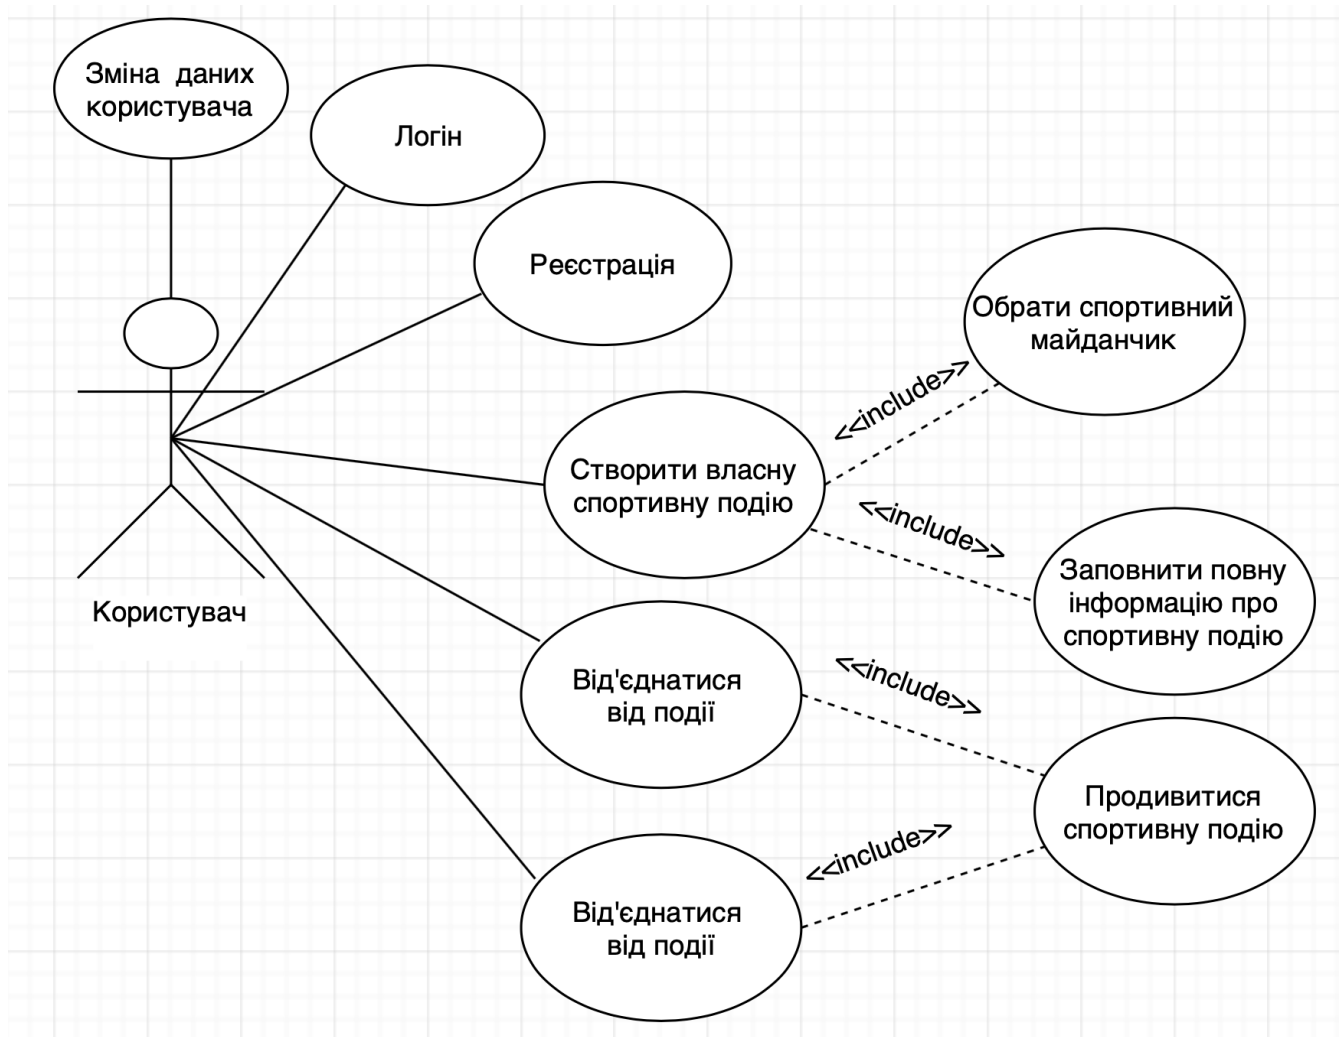 Зміна даних
користувача
Логін
Реєстрація
Обрати спортивний
майданчик
<<include>>
Створити власну
спортивну подію
<<include>>
Заповнити повну
інформацію про
спортивну подію
Користувач
Від'єднатися
від події
<<include>>
Продивитися
спортивну подію
<<include>>
Від'єднатися
від події